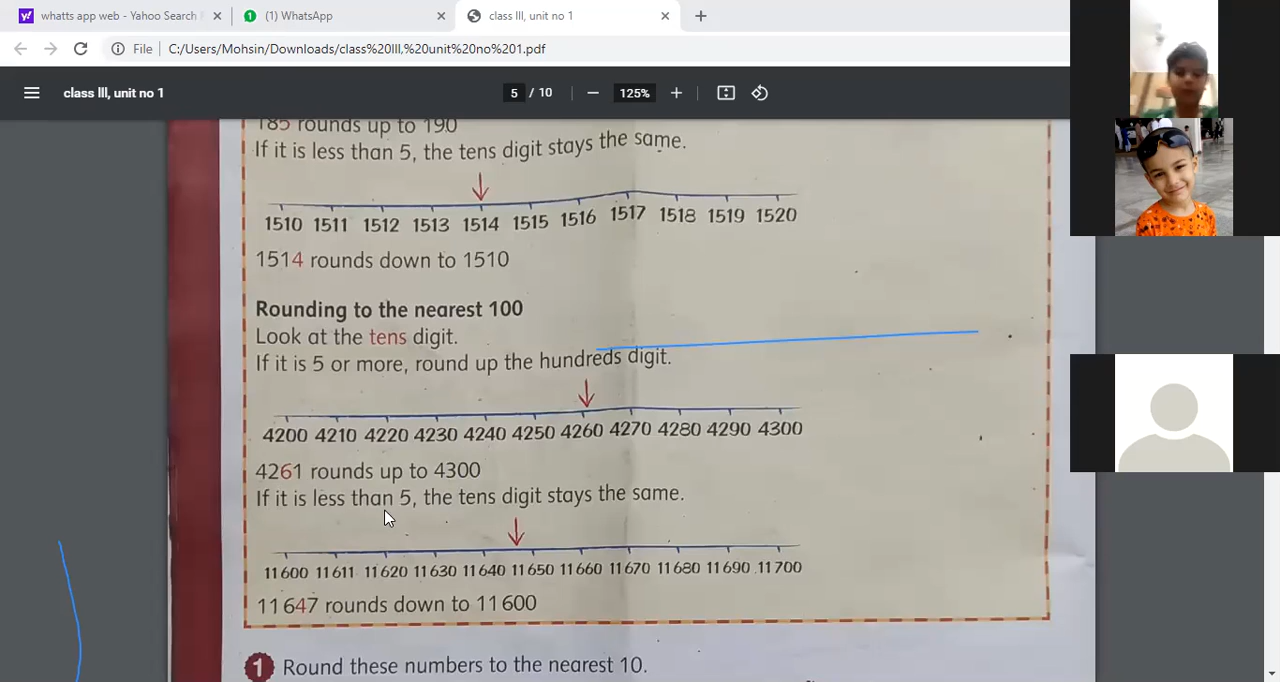 whatts app web - Yahoo Search
(1) WhatsApp
class III, unit no 1
File
C:/Users/Mohsin/Downloads/class%20III,%20unit%20no%201.pdf
class III, unit no 1
5 / 10
125%
185 rounds up to 190
If it is less than 5, the tens digit stays the same.
1510 1511 1512 1513 1514 1515 1516 1517 1518 1519 1520
1514 rounds down to 1510
Rounding to the nearest 100
Look at the tens digit.
If it is 5 or more, round up the hundreds digit.
4200 4210 4220 4230 4240 4250 4260 4270 4280 4290 4300
4261 rounds up to 4300
If it is less than 5, the tens digit stays the same.
11 600 11 611 11 620 11 630 11 640 11 650 11 660 11 670 11 680 11 690 11 700
11 647 rounds down to 11 600
1 Round these numbers to the nearest 10.